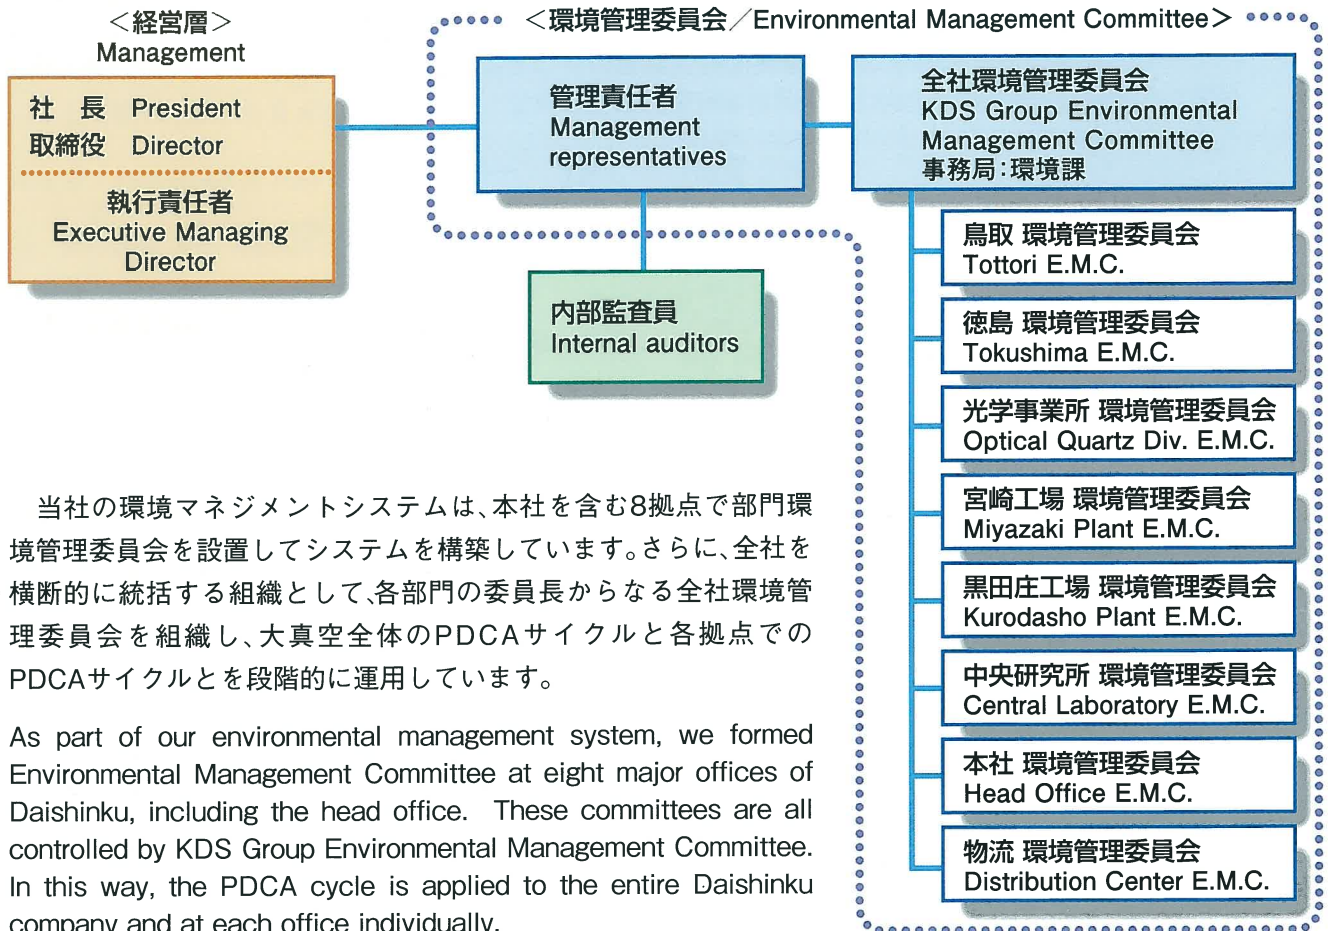 ＜経営層＞
Management
社　長　President
取締役　Director
執行責任者
Executive Managing
Director
＜環境管理委員会／Environmental Management Committee＞
管理責任者
Management
representatives
全社環境管理委員会
KDS Group Environmental
Management Committee
事務局：環境課
内部監査員
Internal auditors
鳥取 環境管理委員会
Tottori E.M.C.
徳島 環境管理委員会
Tokushima E.M.C.
光学事業所 環境管理委員会
Optical Quartz Div. E.M.C.
宮崎工場 環境管理委員会
Miyazaki Plant E.M.C.
黒田庄工場 環境管理委員会
Kurodasho Plant E.M.C.
中央研究所 環境管理委員会
Central Laboratory E.M.C.
本社 環境管理委員会
Head Office E.M.C.
物流 環境管理委員会
Distribution Center E.M.C.
　当社の環境マネジメントシステムは、本社を含む8拠点で部門環
境管理委員会を設置してシステムを構築しています。さらに、全社を
横断的に統括する組織として、各部門の委員長からなる全社環境管
理委員会を組織し、大真空全体のPDCAサイクルと各拠点での
PDCAサイクルとを段階的に運用しています。
As part of our environmental management system, we formed
Environmental Management Committee at eight major offices of
Daishinku, including the head office. These committees are all
controlled by KDS Group Environmental Management Committee.
In this way, the PDCA cycle is applied to the entire Daishinku
company and at each office individually.